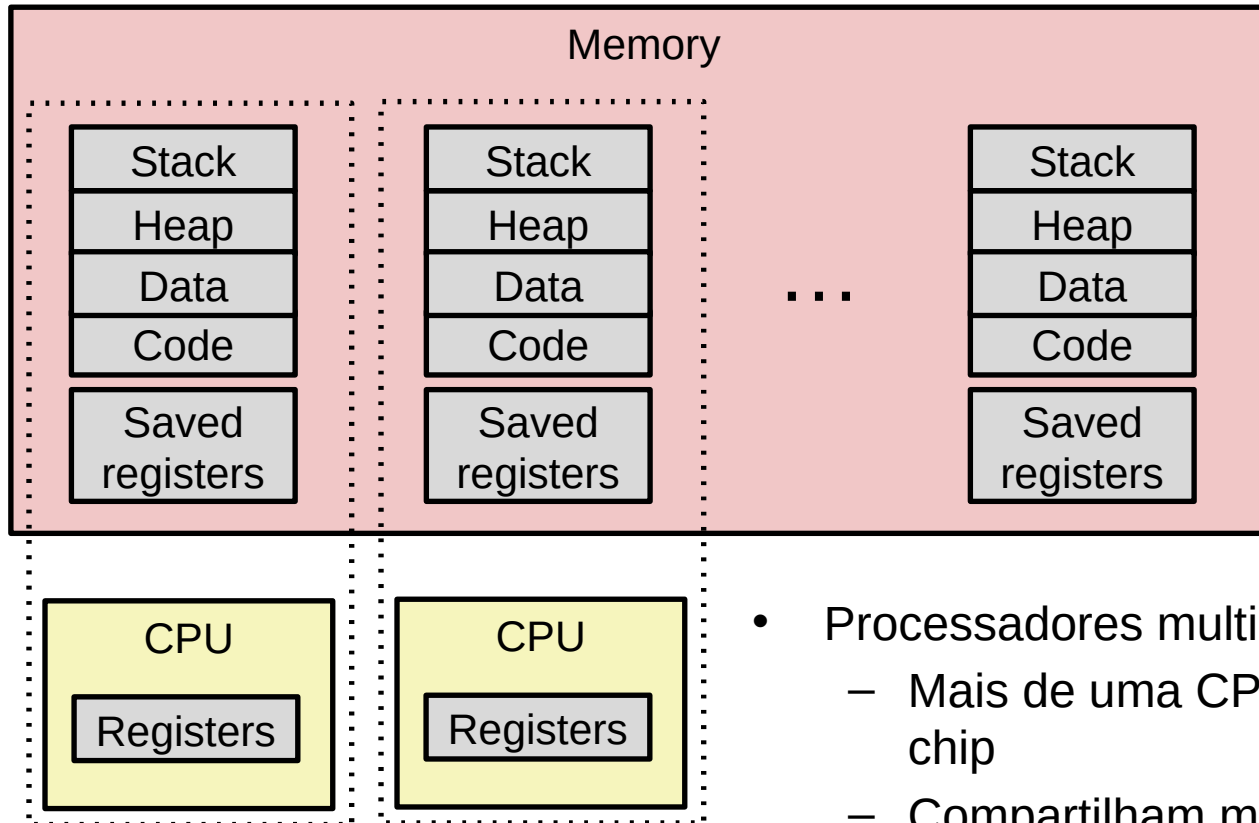 Memory
Stack Stack Stack
Heap Heap Heap
Data Data ... Data
Code Code Code
Saved Saved Saved
registers registers registers
CPU CPU
Registers Registers
• Processadores multi
– Mais de uma CP
chip
– Compartilham m